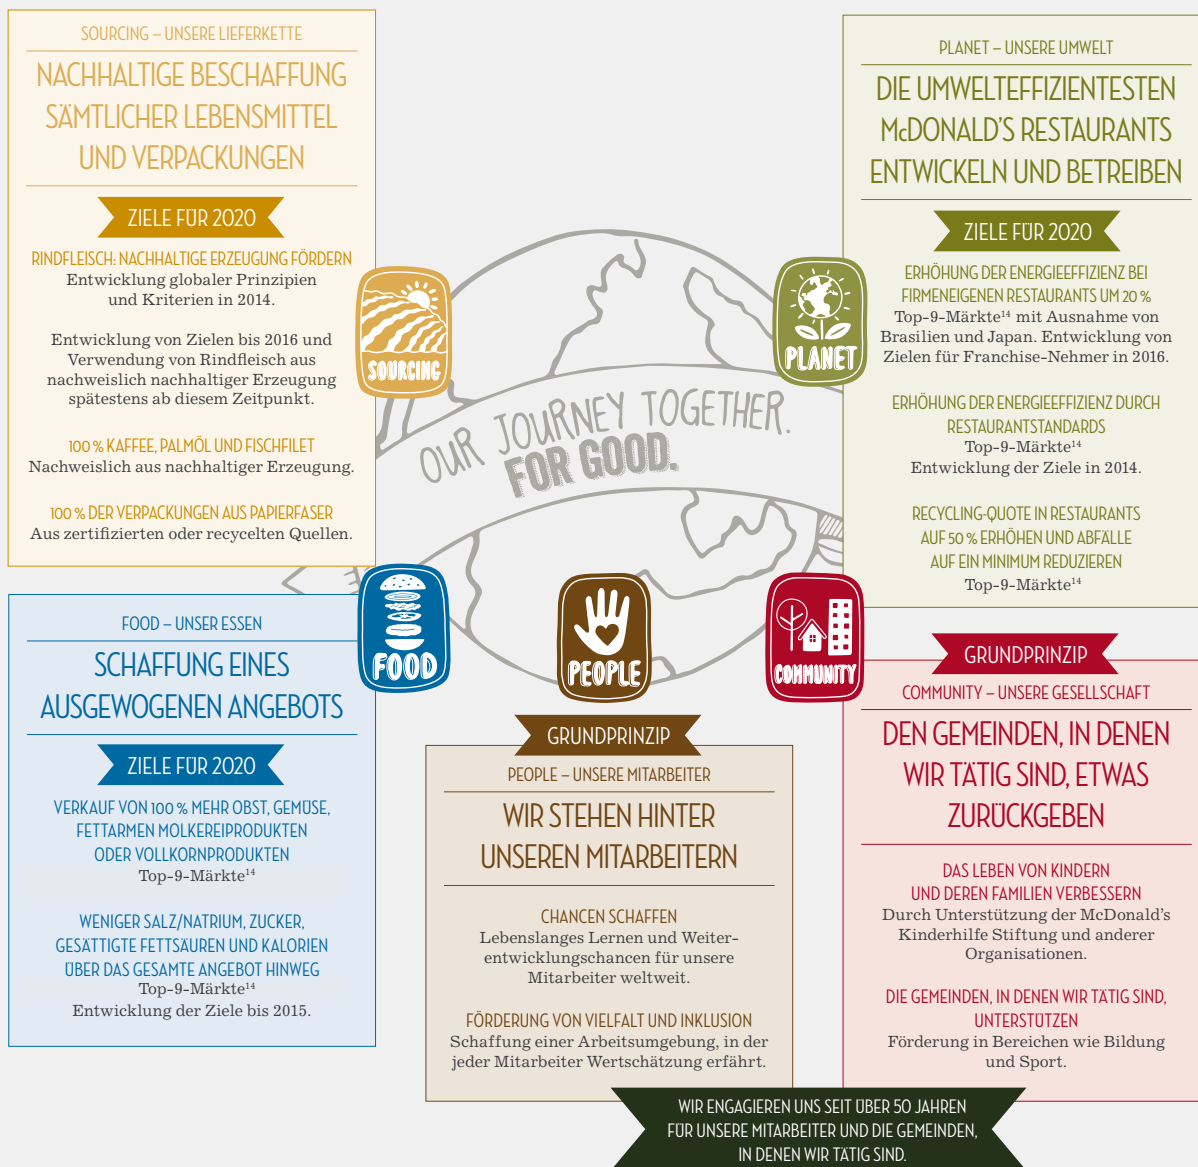 SOURCING – UNSERE LIEFERKETTE
NACHHALTIGE BESCHAFFUNG
SÄMTLICHER LEBENSMITTEL
UND VERPACKUNGEN
ZIELE FÜR 2020
RINDFLEISCH: NACHHALTIGE ERZEUGUNG FÖRDERN
Entwicklung globaler Prinzipien
und Kriterien in 2014.
Entwicklung von Zielen bis 2016 und
Verwendung von Rindfleisch aus
nachweislich nachhaltiger Erzeugung
spätestens ab diesem Zeitpunkt.
100 % KAFFEE, PALMÖL UND FISCHFILET
Nachweislich aus nachhaltiger Erzeugung.
100 % DER VERPACKUNGEN AUS PAPIERFASER
Aus zertifizierten oder recycelten Quellen.
SOURCING
OUR JOURNEY TOGETHER.
FOR GOOD.
PLANET
PLANET – UNSERE UMWELT
DIE UMWELTEFFIZIENTESTEN
McDONALD'S RESTAURANTS
ENTWICKELN UND BETREIBEN
ZIELE FÜR 2020
ERHÖHUNG DER ENERGIEEFFIZIENZ BEI
FIRMENEIGENEN RESTAURANTS UM 20 %
Top-9-Märkte¹⁴ mit Ausnahme von
Brasilien und Japan. Entwicklung von
Zielen für Franchise-Nehmer in 2016.
ERHÖHUNG DER ENERGIEEFFIZIENZ DURCH
RESTAURANTSTANDARDS
Top-9-Märkte¹⁴
Entwicklung der Ziele in 2014.
RECYCLING-QUOTE IN RESTAURANTS
AUF 50 % ERHÖHEN UND ABFÄLLE
AUF EIN MINIMUM REDUZIEREN
Top-9-Märkte¹⁴
FOOD – UNSER ESSEN
SCHAFFUNG EINES
AUSGEWOGENEN ANGEBOTS
ZIELE FÜR 2020
VERKAUF VON 100 % MEHR OBST, GEMÜSE,
FETTARMEN MOLKEREIPRODUKTEN
ODER VOLLKORNPRODUKTEN
Top-9-Märkte¹⁴
WENIGER SALZ/NATRIUM, ZUCKER,
GESÄTTIGTE FETTSÄUREN UND KALORIEN
ÜBER DAS GESAMTE ANGEBOT HINWEG
Top-9-Märkte¹⁴
Entwicklung der Ziele bis 2015.
FOOD
PEOPLE
COMMUNITY
GRUNDPRINZIP
PEOPLE – UNSERE MITARBEITER
WIR STEHEN HINTER
UNSEREN MITARBEITERN
CHANCEN SCHAFFEN
Lebenslanges Lernen und Weiter-
entwicklungschancen für unsere
Mitarbeiter weltweit.
FÖRDERUNG VON VIELFALT UND INKLUSION
Schaffung einer Arbeitsumgebung, in der
jeder Mitarbeiter Wertschätzung erfährt.
GRUNDPRINZIP
COMMUNITY – UNSERE GESELLSCHAFT
DEN GEMEINDEN, IN DENEN
WIR TÄTIG SIND, ETWAS
ZURÜCKGEBEN
DAS LEBEN VON KINDERN
UND DEREN FAMILIEN VERBESSERN
Durch Unterstützung der McDonald's
Kinderhilfe Stiftung und anderer
Organisationen.
DIE GEMEINDEN, IN DENEN WIR TÄTIG SIND,
UNTERSTÜTZEN
Förderung in Bereichen wie Bildung
und Sport.
WIR ENGAGIEREN UNS SEIT ÜBER 50 JAHREN
FÜR UNSERE MITARBEITER UND DIE GEMEINDEN,
IN DENEN WIR TÄTIG SIND.